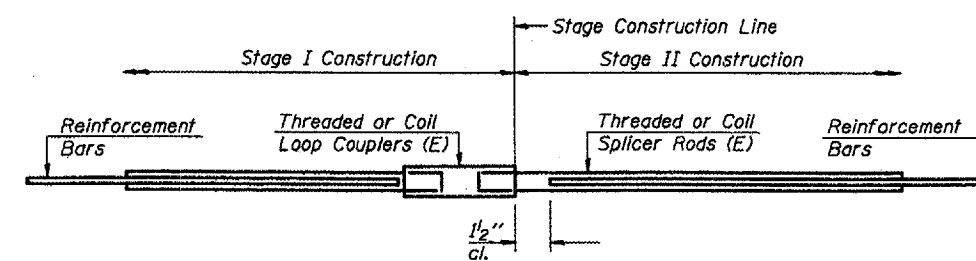 Stage Construction Line
Stage I Construction
Stage II Construction
Reinforcement
Bars
Threaded or Coil
Loop Couplers (E)
Threaded or Coil
Splicer Rods (E)
Reinforcement
Bars
1½"
cl.